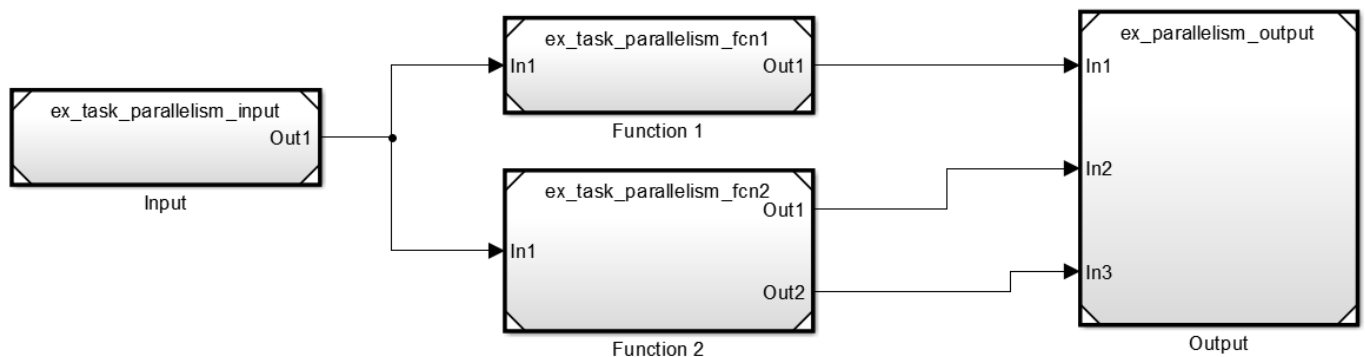 ex_task_parallelism_input
Out1
Input
ex_task_parallelism_fcn1
In1
Out1
Function 1
ex_task_parallelism_fcn2
Out1
In1
Out2
Function 2
ex_parallelism_output
In1
In2
In3
Output